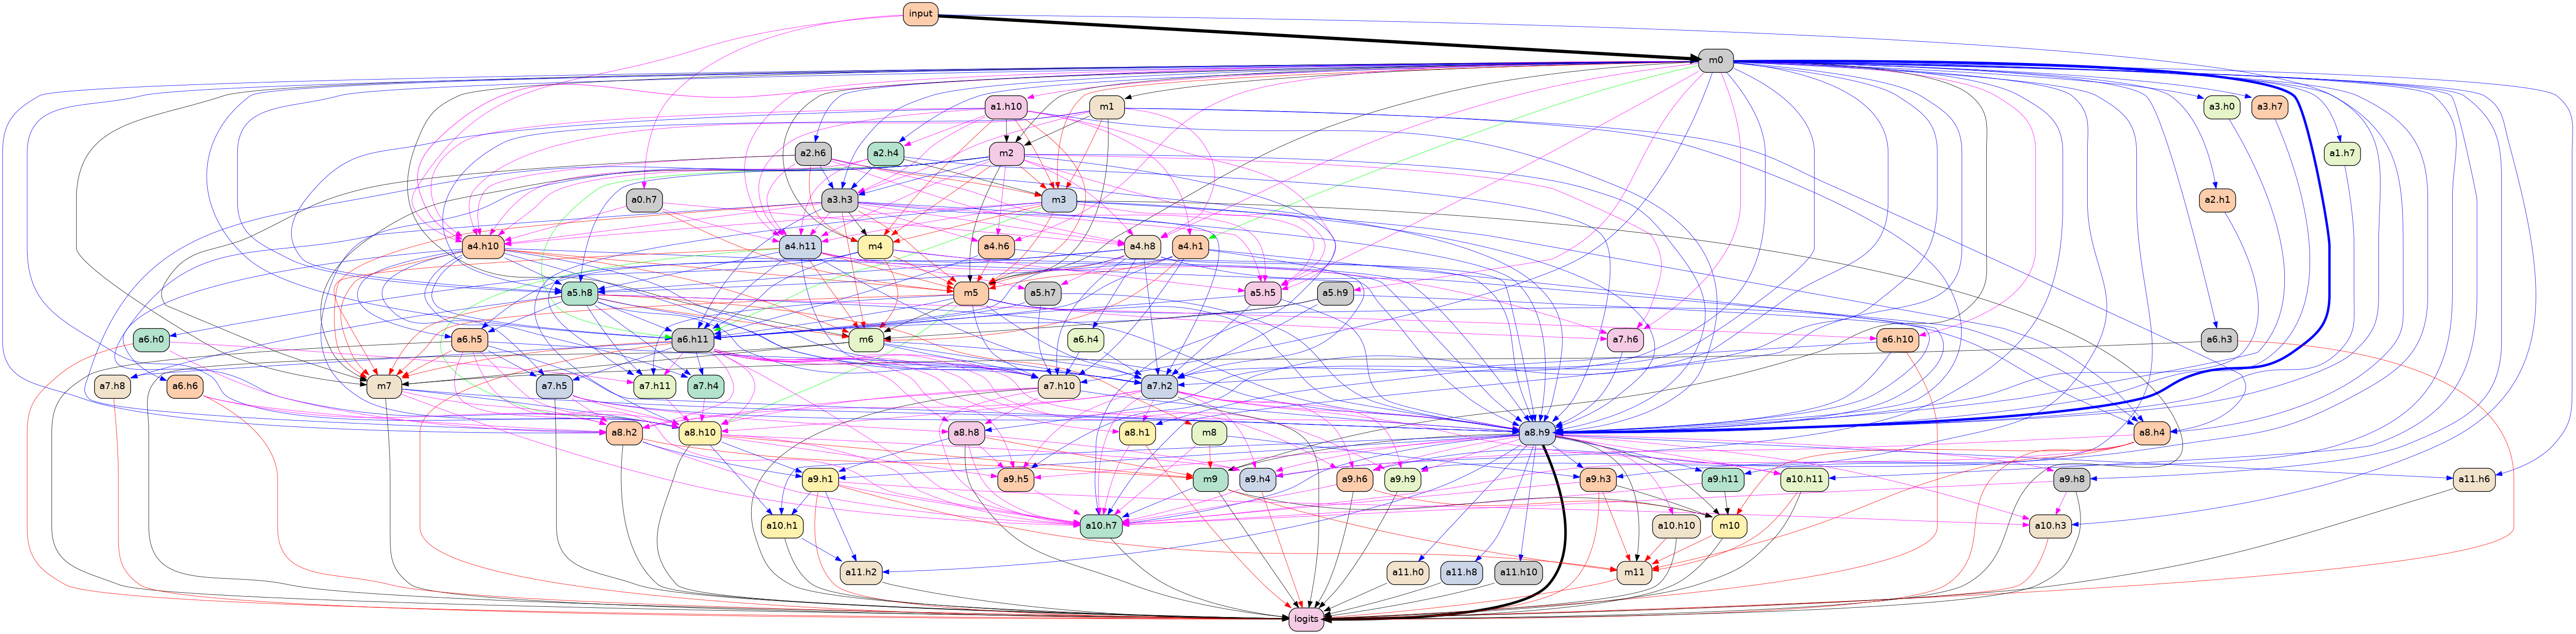 input
m0
a1.h10 m1 a3.h0 a3.h7
a2.h6 a2.h4 m2 a1.h7
a0.h7 a3.h3 m3 a2.h1
a4.h10 a4.h11 m4 a4.h6 a4.h8 a4.h1
a5.h8 m5 a5.h7 a5.h5 a5.h9
a6.h0 a6.h5 a6.h11 m6 a6.h4 a7.h6 a6.h10 a6.h3
a7.h8 a6.h6 m7 a7.h5 a7.h11 a7.h4 a7.h10 a7.h2
a8.h2 a8.h10 a8.h8 a8.h1 m8 a8.h9 a8.h4
a9.h1 a9.h5 m9 a9.h4 a9.h6 a9.h9 a9.h3 a9.h11 a10.h11 a9.h8 a11.h6
a10.h1 a10.h7 a10.h10 m10 a10.h3
a11.h2 a11.h0 a11.h8 a11.h10 m11
logits